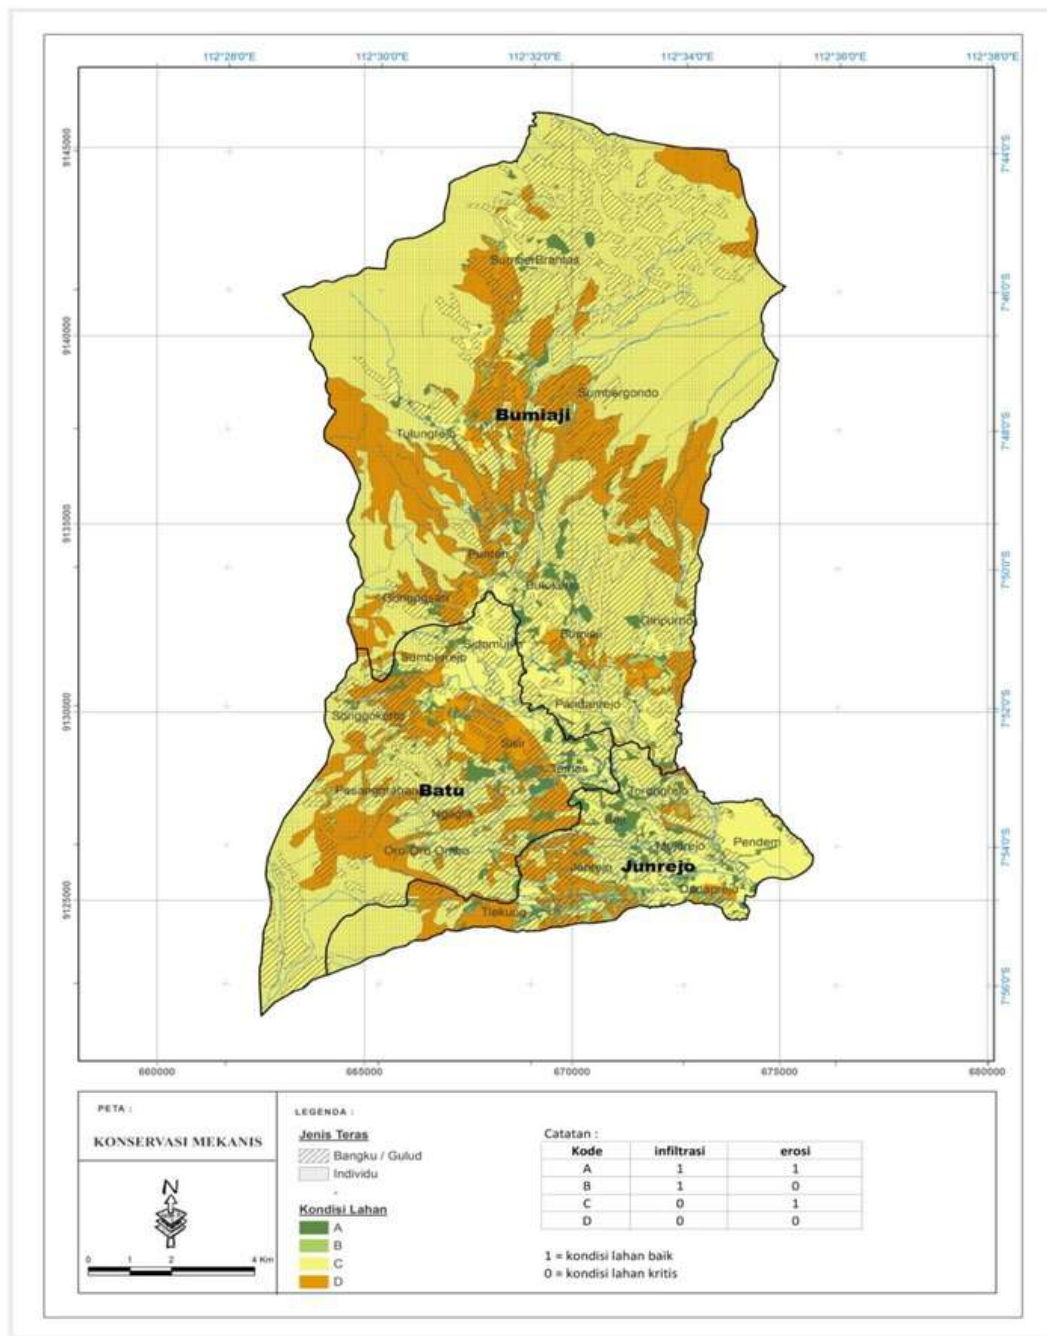 112°28'0"E 112°30'0"E 112°32'0"E 112°34'0"E 112°36'0"E 112°38'0"E
9145000
7°44'0"S
SumberBrantas
7°46'0"S
9140000
Sumbergondo
Bumiaji
Tulungrejo
7°48'0"S
9135000
Punten
7°50'0"S
Bulukerto
Gunungsari
Giripurno
Bumiaji
Sidomulyo
Sumberejo
Pandanrejo
9130000
7°52'0"S
Songgokerto
Sisir
Temas
Pesanggrahan
Batu
Torongrejo
Ngaglik
Beji
Pendem
Mojorejo
Oro-Oro Ombo
7°54'0"S
Junrejo
Junrejo
Dadaprejo
9125000
Tlekung
7°56'0"S
660000 665000 670000 675000 680000
PETA :
KONSERVASI MEKANIS
N
0 1 2 4 Km
LEGENDA :
Jenis Teras
Bangku / Gulud
Individu
-
Kondisi Lahan
A
B
C
D
Catatan :
Kode infiltrasi erosi
A 1 1
B 1 0
C 0 1
D 0 0
1 = kondisi lahan baik
0 = kondisi lahan kritis